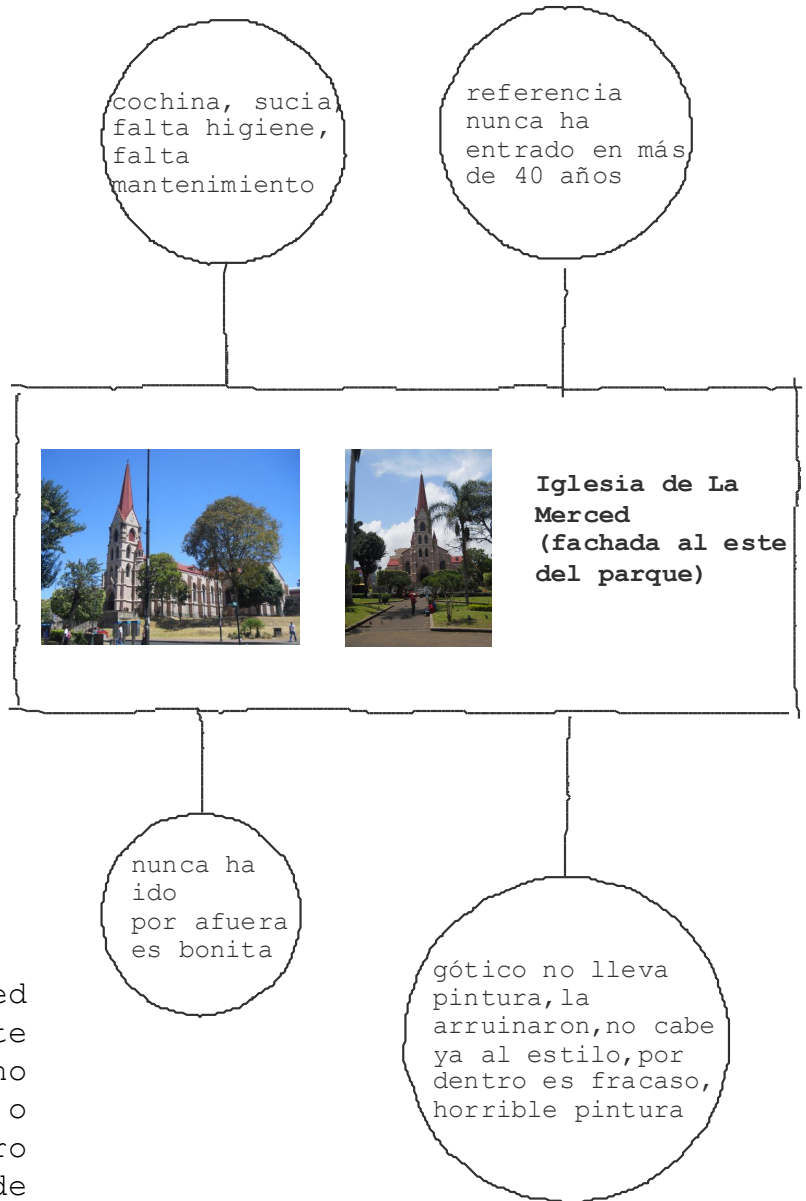 cochina, sucia,
falta higiene,
falta
mantenimiento
referencia
nunca ha
entrado en más
de 40 años
Iglesia de La
Merced
(fachada al este
del parque)
nunca ha
ido
por afuera
es bonita
gótico no lleva
pintura,la
arruinaron,no cabe
ya al estilo,por
dentro es fracaso,
horrible pintura
o
de